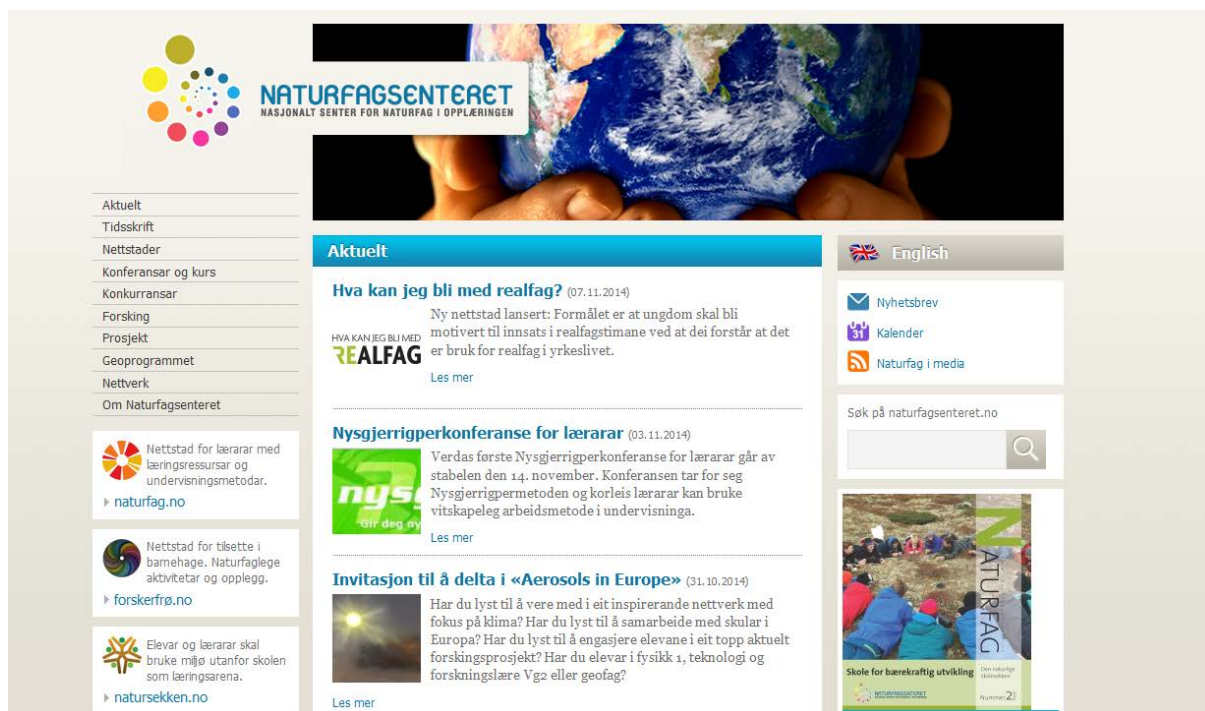 NATURFAGSENTERET
NASJONALT SENTER FOR NATURFAG I OPPLÆRINGEN
Aktuelt
Tidsskrift
Nettstader
Konferansar og kurs
Konkurransar
Forsking
Prosjekt
Geoprogrammet
Nettverk
Om Naturfagsenteret
Nettstad for lærarar med
læringsressursar og
undervisningsmetodar.
naturfag.no
Nettstad for tilsette i
barnehage. Naturfaglege
aktivitetar og opplegg.
forskerfrø.no
Elevar og lærarar skal
bruke miljø utanfor skolen
som læringsarena.
natursekken.no
Aktuelt
Hva kan jeg bli med realfag? (07.11.2014)
HVA KAN JEG BLI MED
REALFAG
Ny nettstad lansert: Formålet er at ungdom skal bli
motivert til innsats i realfagstimane ved at dei forstår at det
er bruk for realfag i yrkeslivet.
Les mer
Nysgjerrigperkonferanse for lærarar (03.11.2014)
nysg
Gir deg ny
Verdas første Nysgjerrigperkonferanse for lærarar går av
stabelen den 14. november. Konferansen tar for seg
Nysgjerrigpermetoden og korleis lærarar kan bruke
vitskapeleg arbeidsmetode i undervisninga.
Les mer
Invitasjon til å delta i «Aerosols in Europe» (31.10.2014)
Har du lyst til å vere med i eit inspirerande nettverk med
fokus på klima? Har du lyst til å samarbeide med skular i
Europa? Har du lyst til å engasjere elevane i eit topp aktuelt
forskingsprosjekt? Har du elevar i fysikk 1, teknologi og
forskningslære Vg2 eller geofag?
Les mer
English
Nyhetsbrev
31
Kalender
Naturfag i media
Søk på naturfagsenteret.no
NATURFAG
Skole for bærekraftig utvikling
Den naturlige
skolesekken
NATURFAGSENTERET
Nummer 2